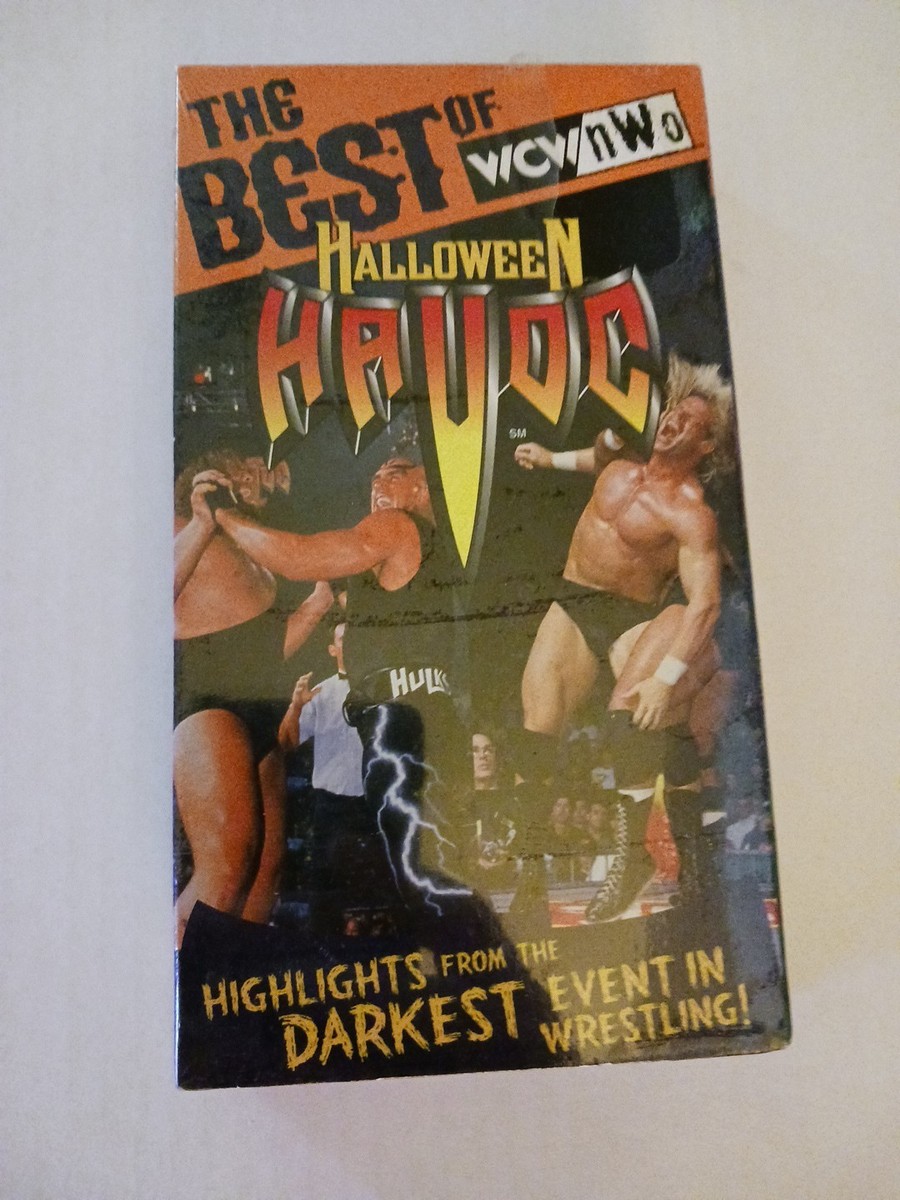 THE
BEST OF
WCW/nWo
HALLOWEEN
HAVOC
SM
HULK
HIGHLIGHTS FROM THE
DARKEST EVENT IN
WRESTLING!